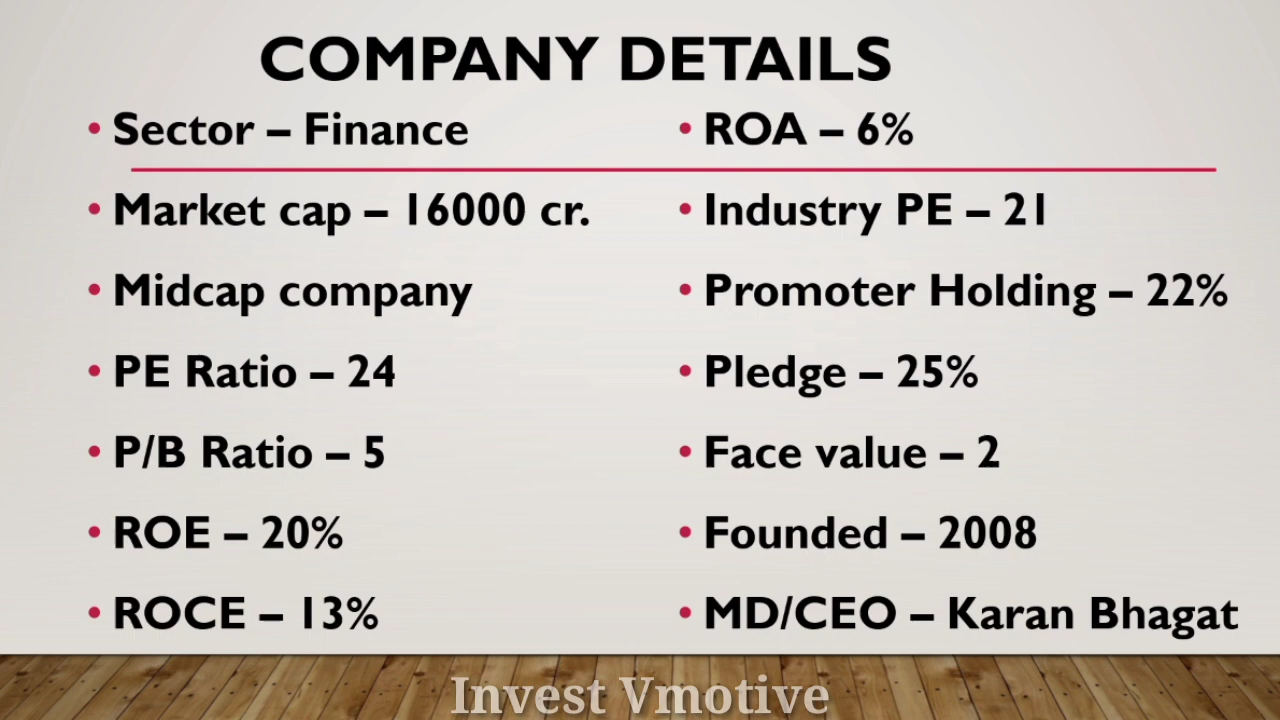 COMPANY DETAILS
• Sector – Finance
• Market cap – 16000 cr.
• Midcap company
• PE Ratio – 24
• P/B Ratio – 5
• ROE – 20%
• ROCE – 13%
• ROA – 6%
• Industry PE – 21
• Promoter Holding – 22%
• Pledge – 25%
• Face value – 2
• Founded – 2008
• MD/CEO – Karan Bhagat
Invest Vmotive